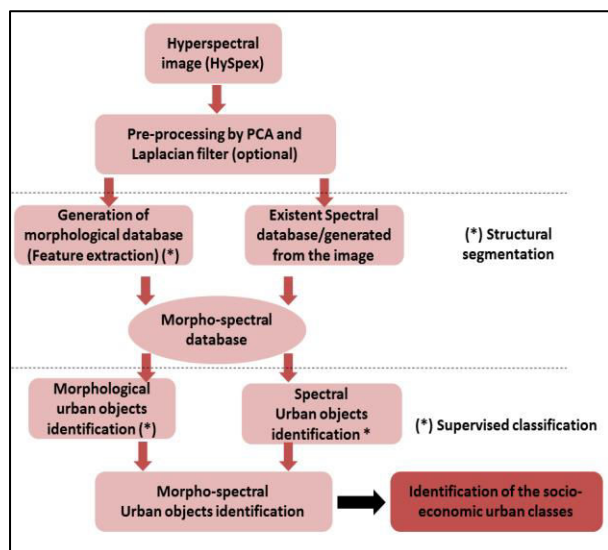 Hyperspectral
image (HySpex)
Pre-processing by PCA and
Laplacian filter (optional)
Generation of
morphological database
(Feature extraction) (*)
Existent Spectral
database/generated
from the image
(*) Structural
segmentation
Morpho-spectral
database
Morphological
urban objects
identification (*)
Spectral
Urban objects
identification *
(*) Supervised classification
Morpho-spectral
Urban objects identification
Identification of the socio-
economic urban classes